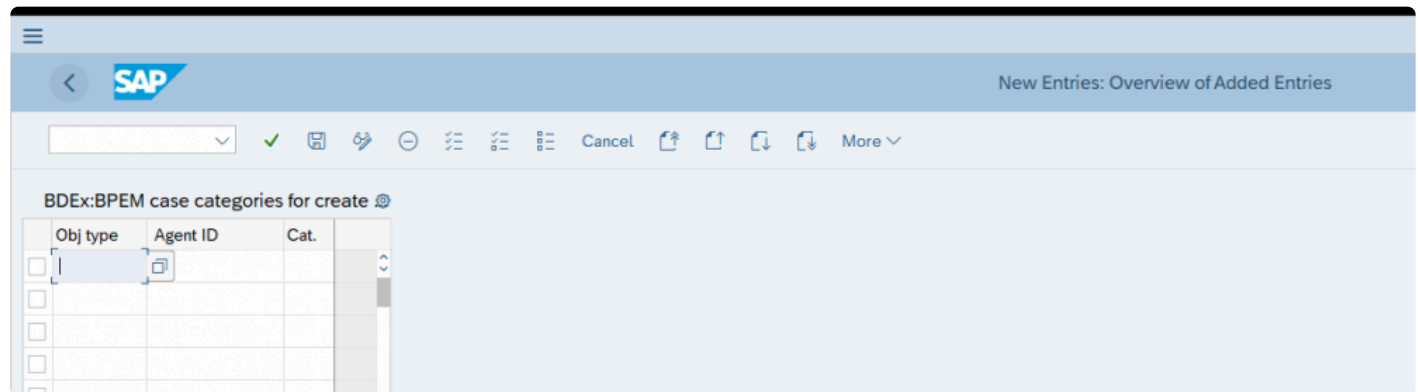 SAP
New Entries: Overview of Added Entries
Cancel More
BDEx:BPEM case categories for create
Obj type Agent ID Cat.